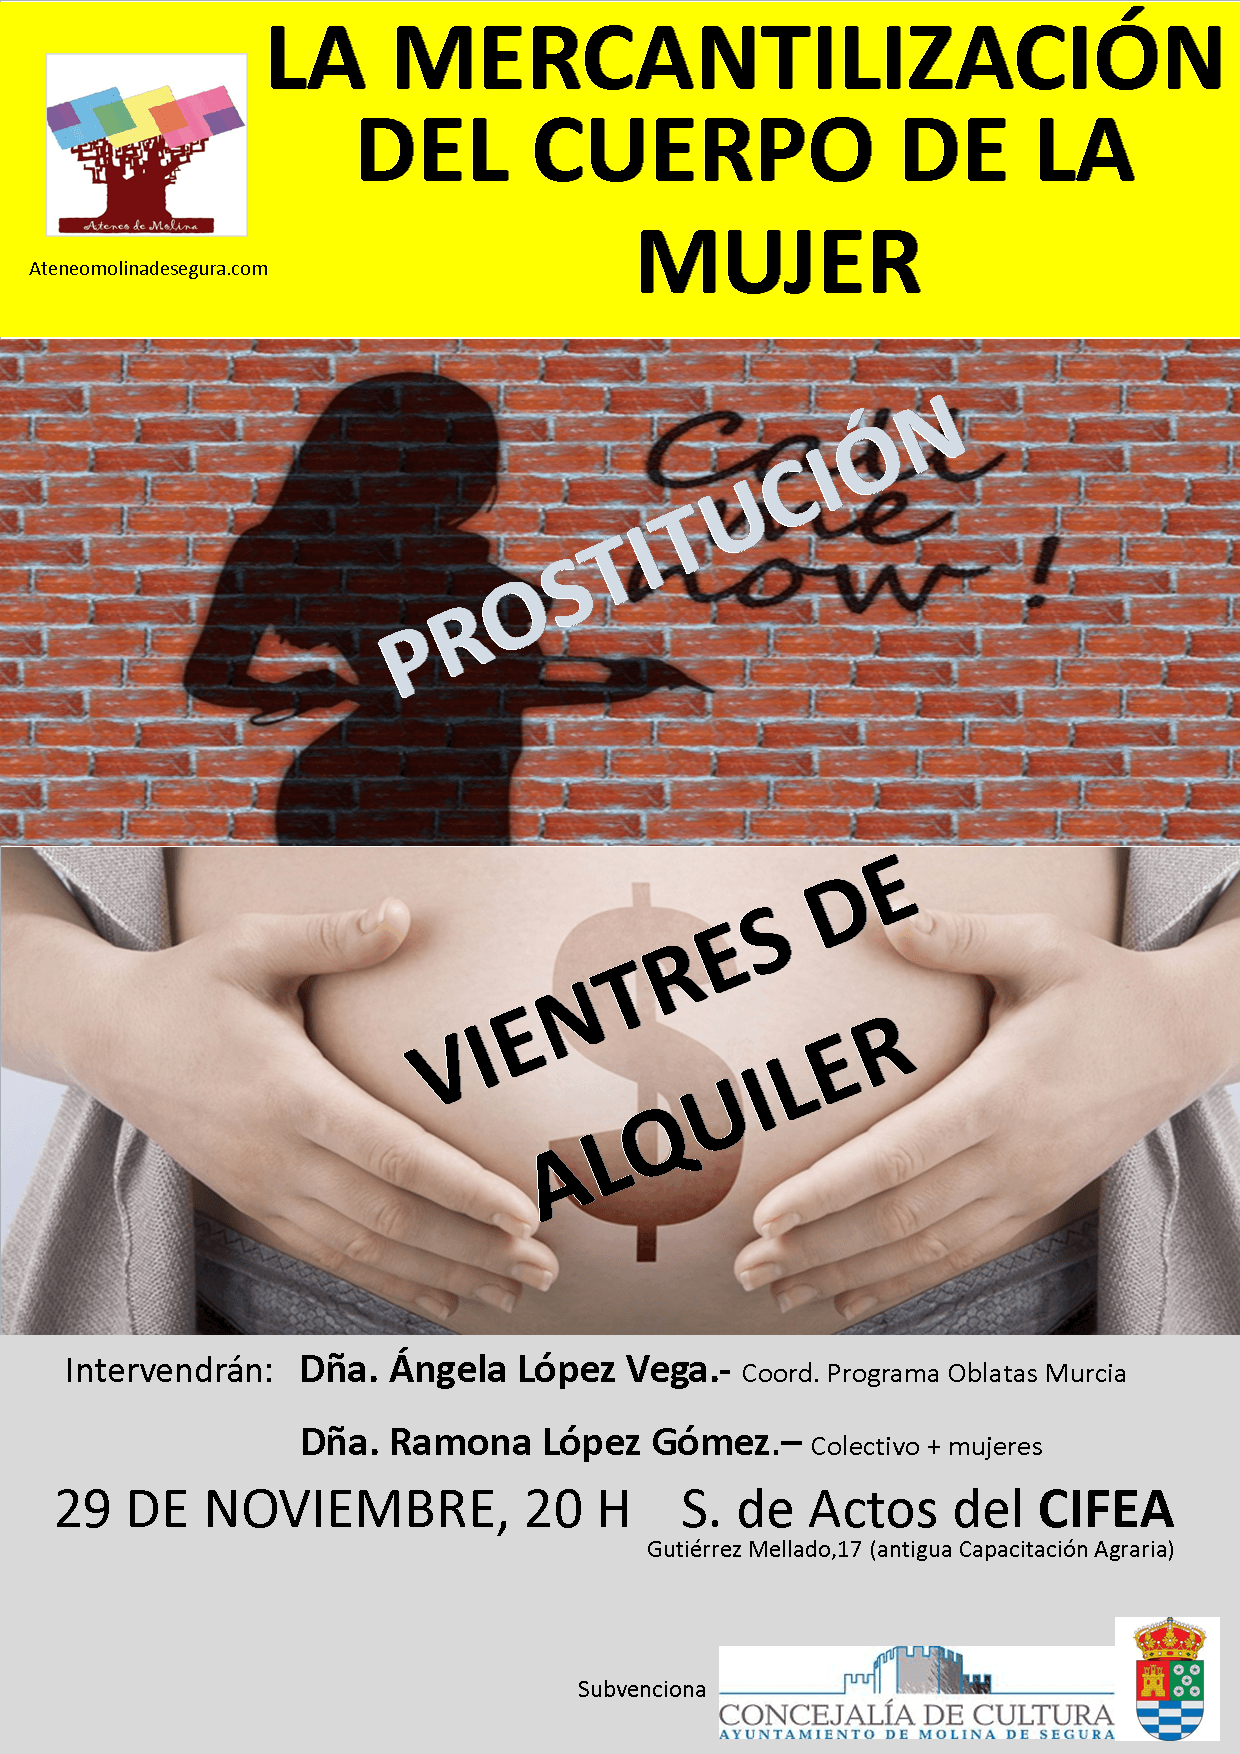 LA MERCANTILIZACIÓN
DEL CUERPO DE LA
MUJER
Ateneo de Molina
Ateneomolinadesegura.com
Call
me
now !
PROSTITUCIÓN
VIENTRES DE
ALQUILER
Intervendrán: Dña. Ángela López Vega.- Coord. Programa Oblatas Murcia
Dña. Ramona López Gómez.– Colectivo + mujeres
29 DE NOVIEMBRE, 20 H S. de Actos del CIFEA
Gutiérrez Mellado,17 (antigua Capacitación Agraria)
Subvenciona
CONCEJALÍA DE CULTURA
AYUNTAMIENTO DE MOLINA DE SEGURA